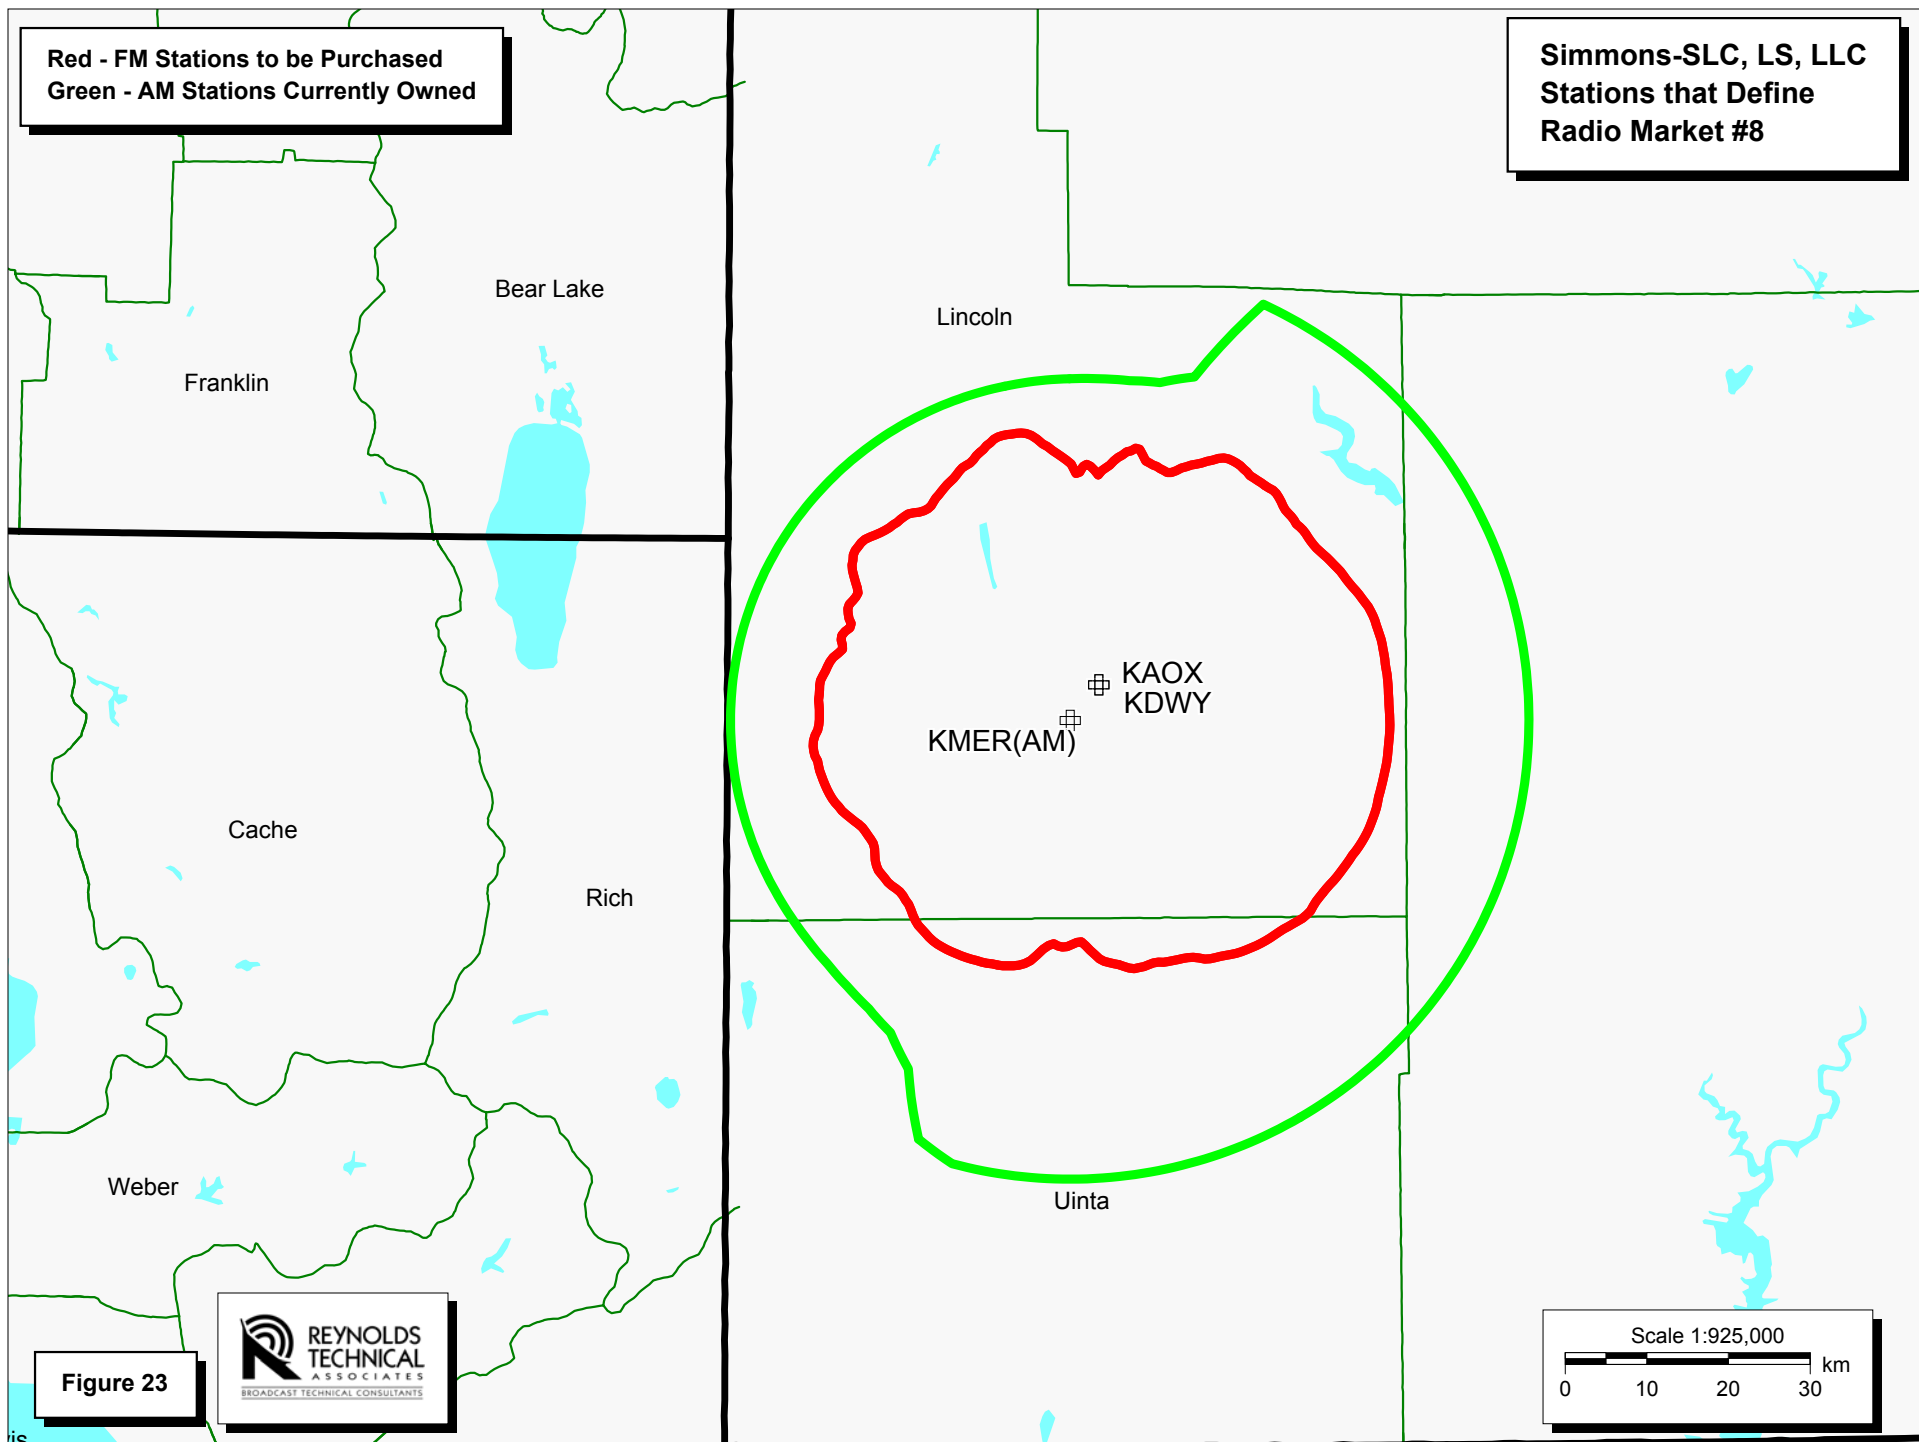 Red - FM Stations to be Purchased
Green - AM Stations Currently Owned
Simmons-SLC, LS, LLC
Stations that Define
Radio Market #8
Bear Lake
Lincoln
Franklin
KAOX
KDWY
KMER(AM)
Cache
Rich
Weber
Uinta
Scale 1:925,000
km
0 10 20 30
REYNOLDS
TECHNICAL
ASSOCIATES
BROADCAST TECHNICAL CONSULTANTS
Figure 23